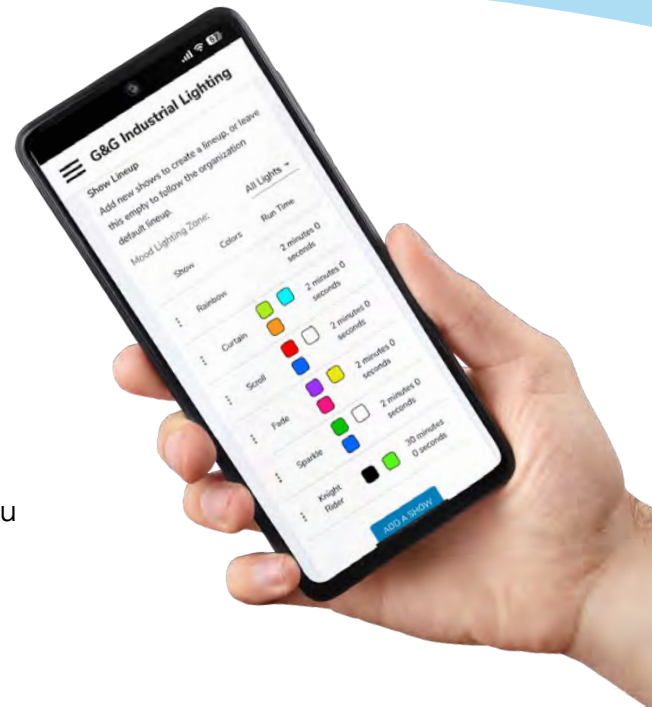 67
G&G Industrial Lighting
Show Lineup
Add new shows to create a lineup, or leave
this empty to follow the organization
default lineup.
Mood Lighting Zone:
All Lights
Show Colors Run Time
Rainbow 2 minutes 0
seconds
Curtain 2 minutes 0
seconds
Scroll 2 minutes 0
seconds
Fade 2 minutes 0
seconds
Sparkle 2 minutes 0
seconds
Knight
Rider 30 minutes
0 seconds
ADD A SHOW
u